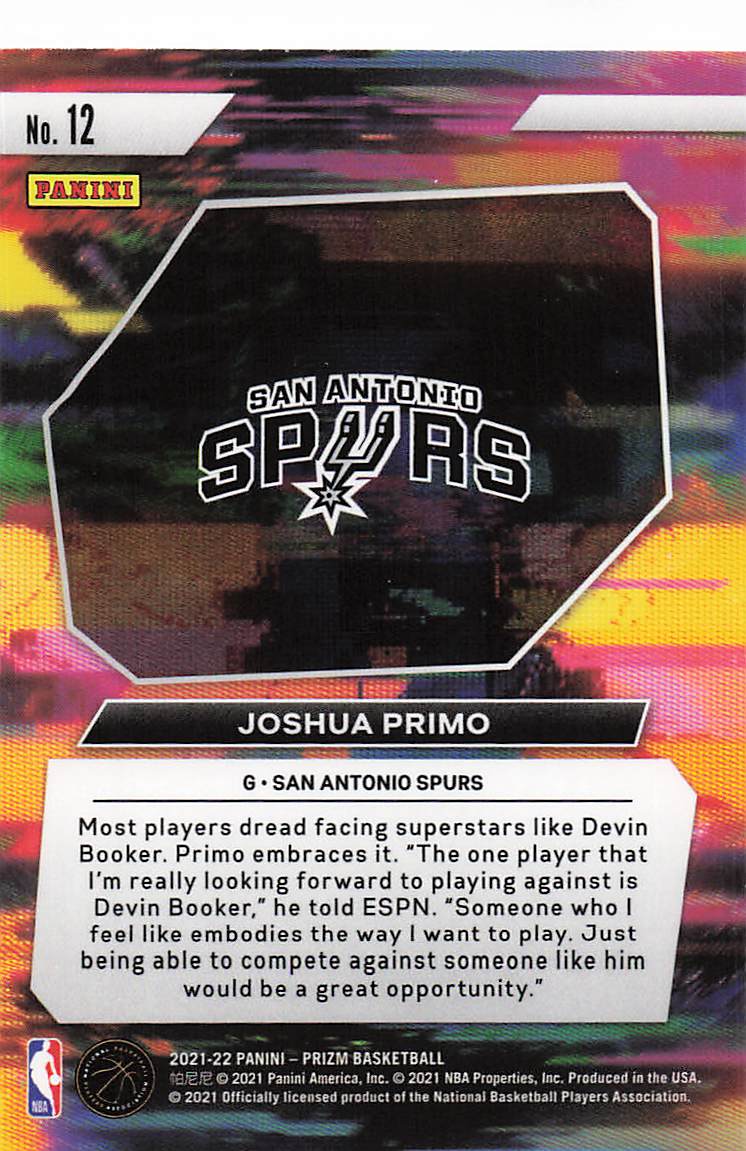 No. 12
PANINI
SAN ANTONIO
SPURS
JOSHUA PRIMO
G • SAN ANTONIO SPURS
Most players dread facing superstars like Devin
Booker. Primo embraces it. "The one player that
I'm really looking forward to playing against is
Devin Booker," he told ESPN. "Someone who I
feel like embodies the way I want to play. Just
being able to compete against someone like him
would be a great opportunity."
2021-22 PANINI – PRIZM BASKETBALL
帕尼尼 © 2021 Panini America, Inc. © 2021 NBA Properties, Inc. Produced in the USA.
© 2021 Officially licensed product of the National Basketball Players Association.
NBA